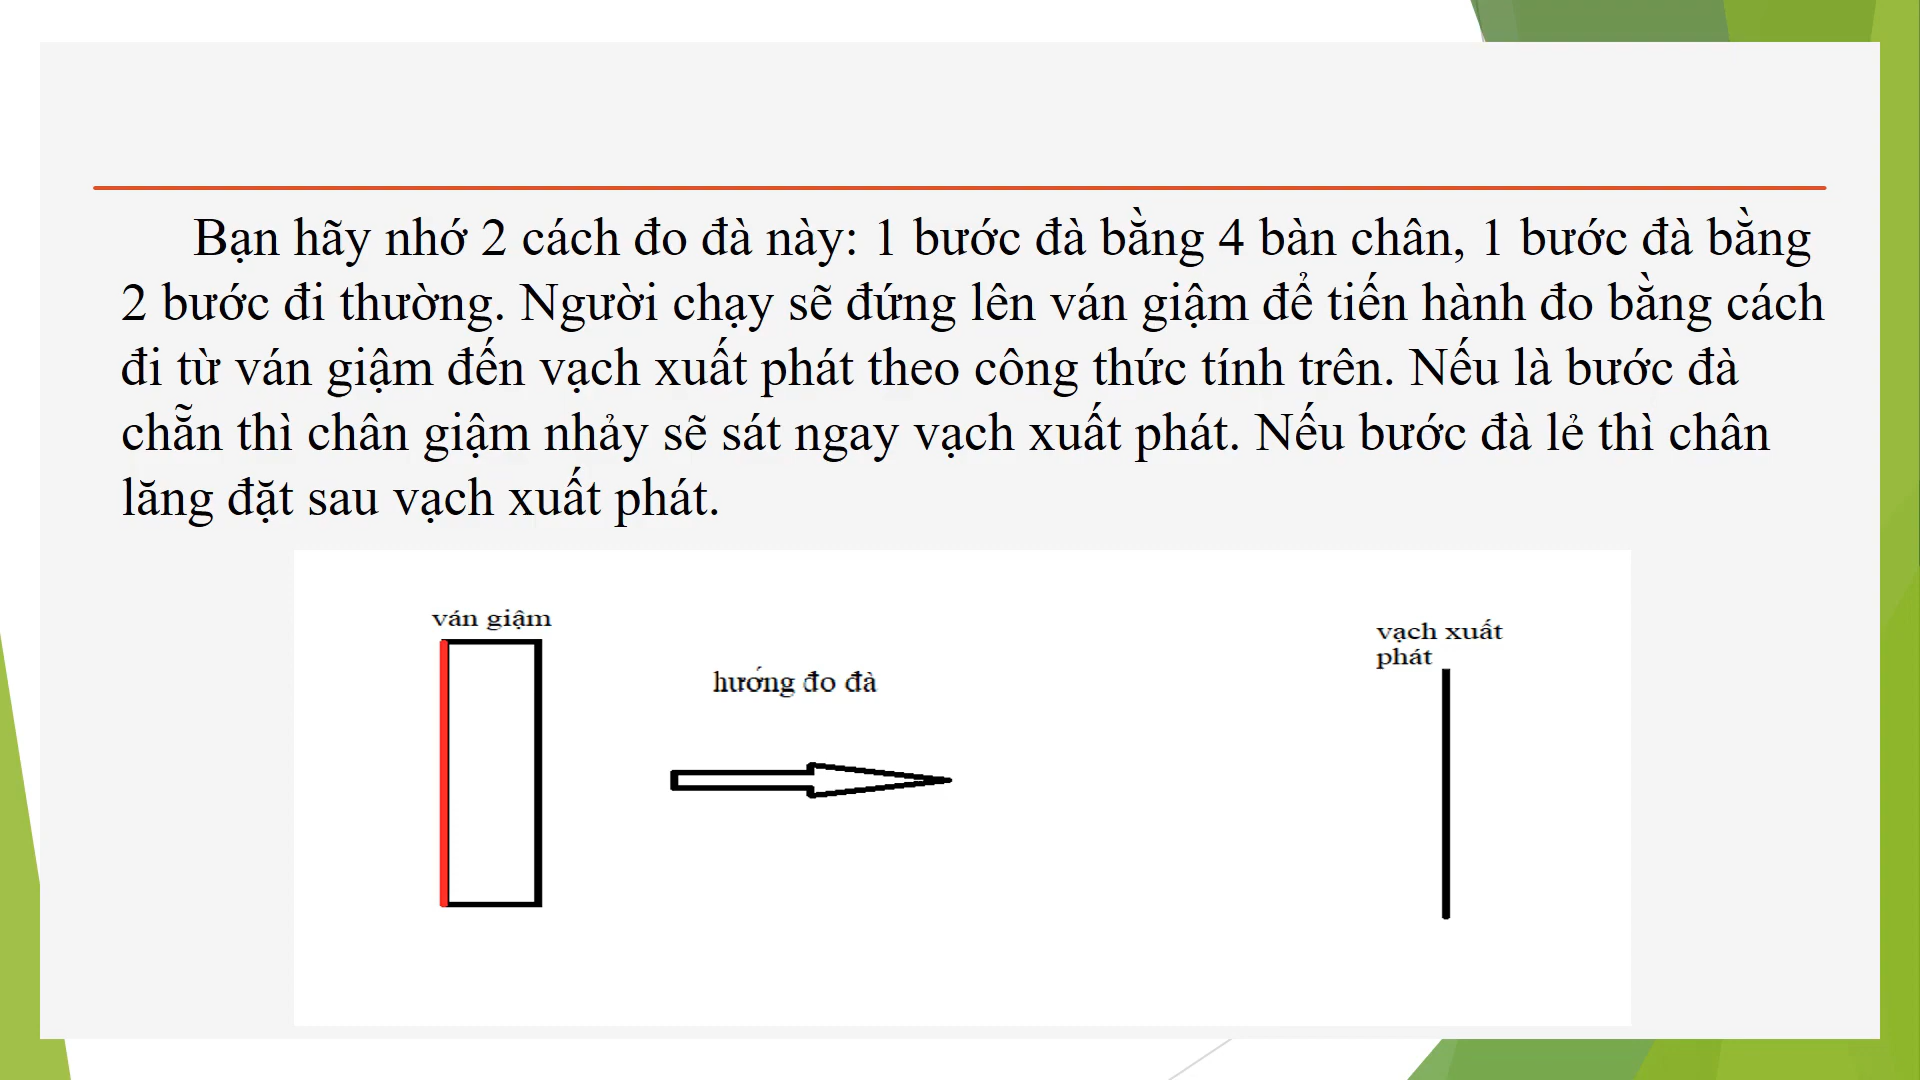 Bạn hãy nhớ 2 cách đo đà này: 1 bước đà bằng 4 bàn chân, 1 bước đà bằng
2 bước đi thường. Người chạy sẽ đứng lên ván giậm để tiến hành đo bằng cách
đi từ ván giậm đến vạch xuất phát theo công thức tính trên. Nếu là bước đà
chẵn thì chân giậm nhảy sẽ sát ngay vạch xuất phát. Nếu bước đà lẻ thì chân
lăng đặt sau vạch xuất phát.
ván giậm
vạch xuất
phát
hướng đo đà